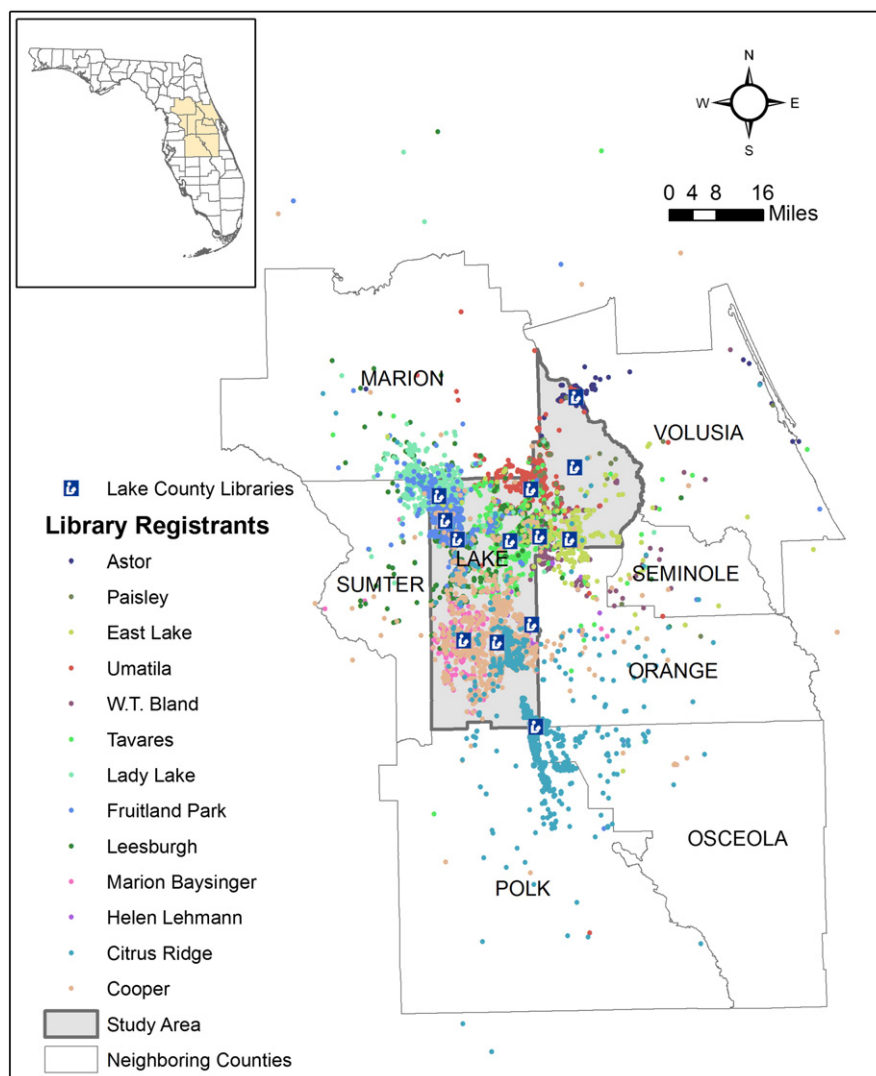 N
W E
S
0 4 8 16
Miles
MARION
VOLUSIA
Lake County Libraries
Library Registrants
Astor
Paisley
East Lake
Umatila
W.T. Bland
Tavares
Lady Lake
Fruitland Park
Leesburgh
Marion Baysinger
Helen Lehmann
Citrus Ridge
Cooper
Study Area
Neighboring Counties
LAKE
SUMTER
SEMINOLE
ORANGE
OSCEOLA
POLK